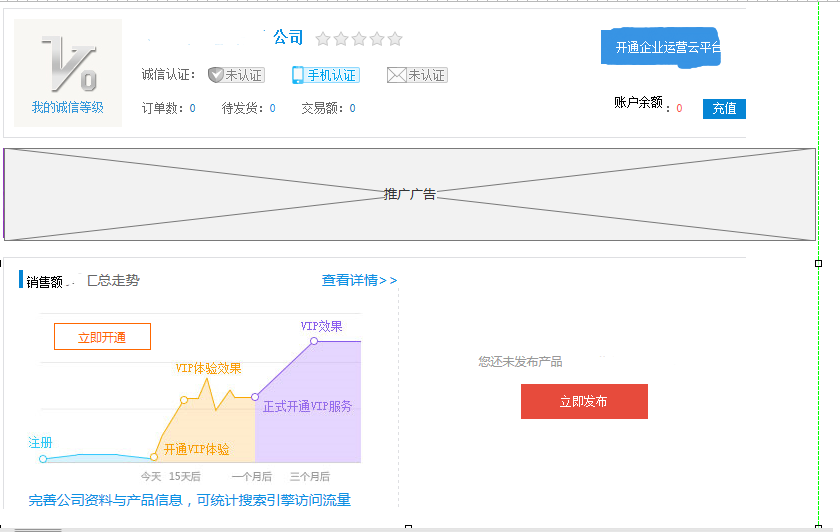 公司
开通企业运营云平台
V0
诚信认证： 未认证 手机认证 未认证
我的诚信等级
订单数：0 待发货：0 交易额：0
账户余额：0 充值
推广广告
销售额 汇总走势 查看详情>>
立即开通
VIP效果
VIP体验效果
您还未发布产品
立即发布
正式开通VIP服务
注册
开通VIP体验
今天 15天后 一个月后 三个月后
完善公司资料与产品信息，可统计搜索引擎访问流量